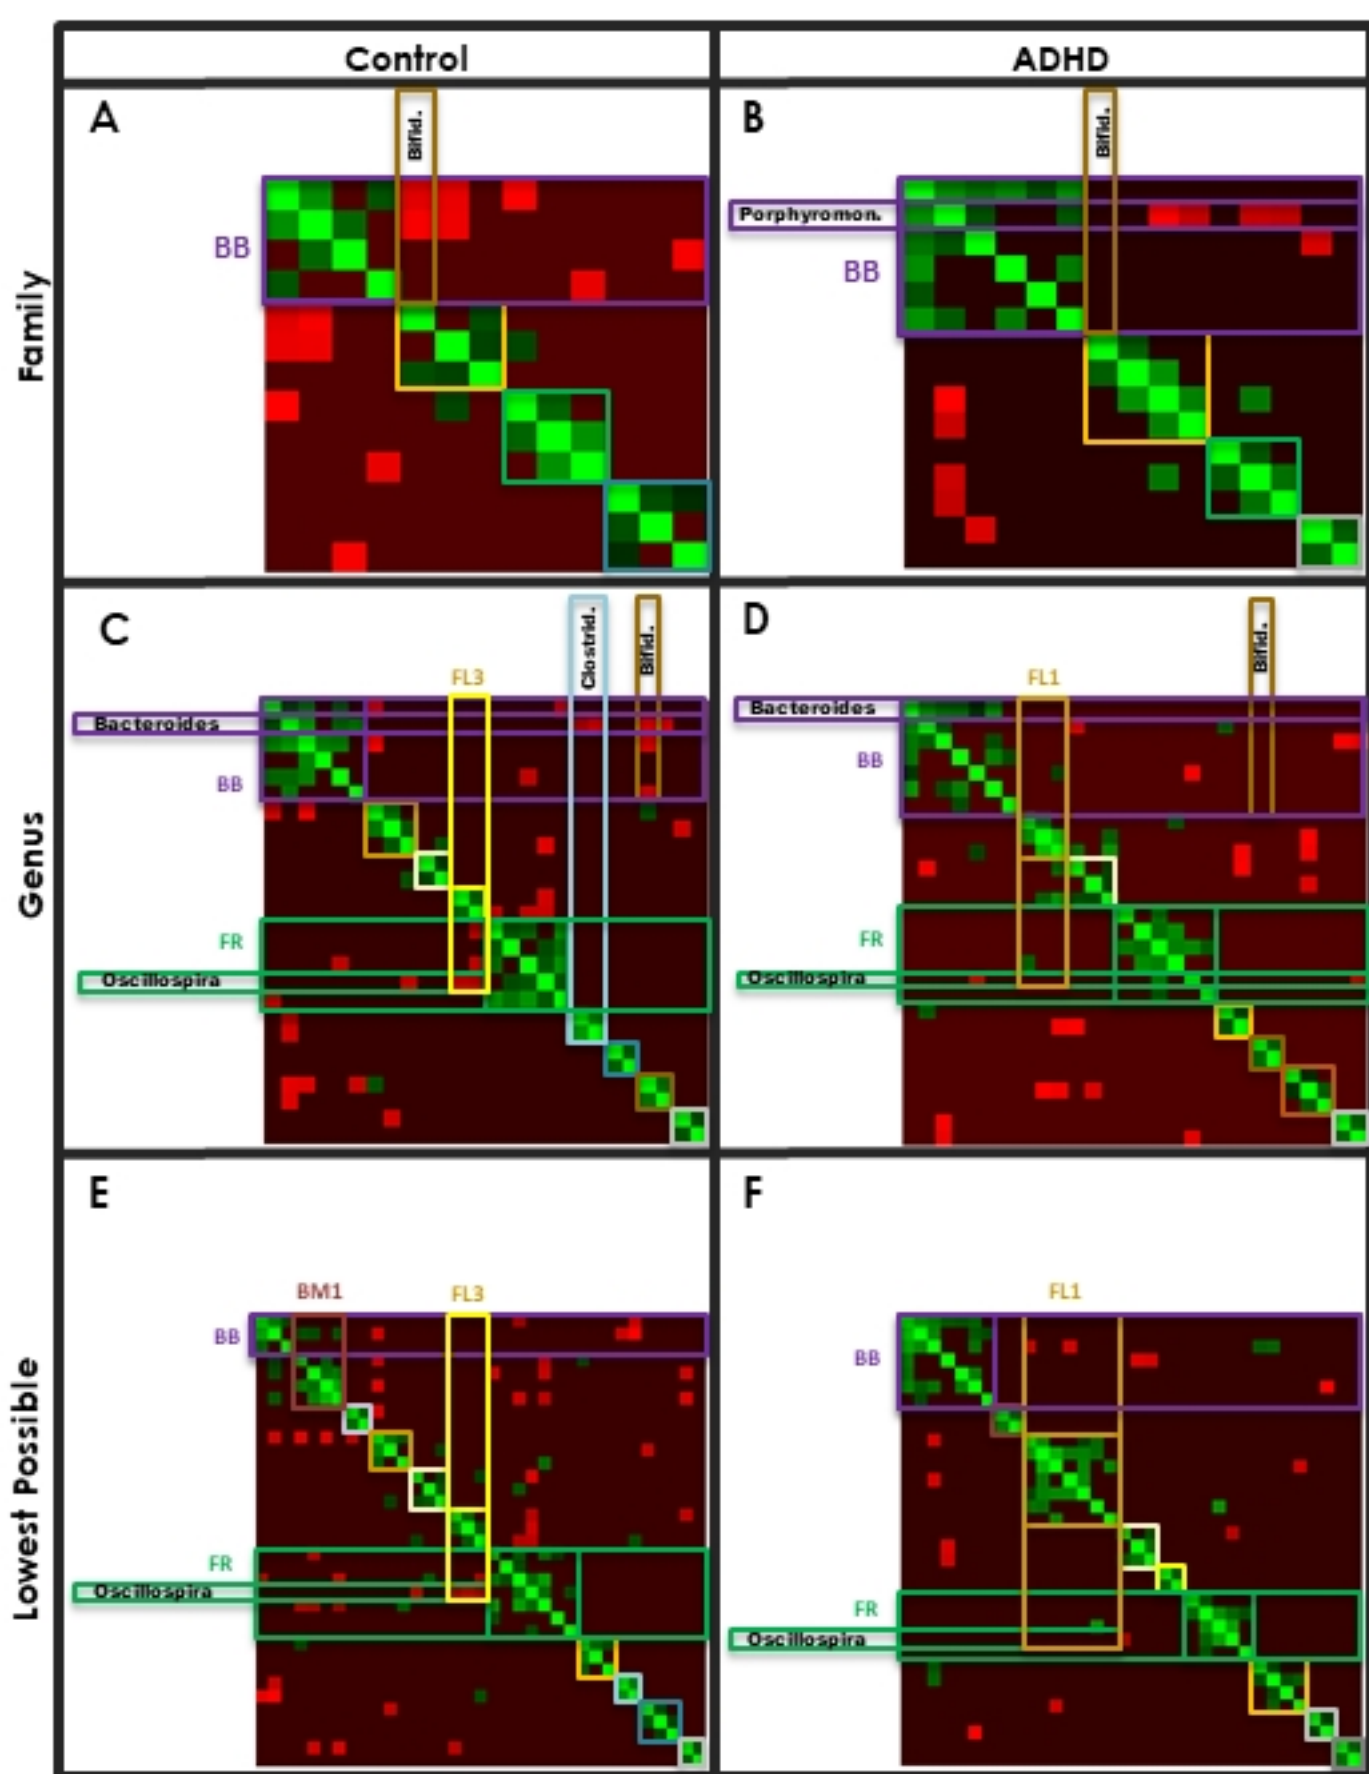 Control
ADHD
Family
A
Bifid.
BB
B
Bifid.
Porphyromon.
BB
Genus
C
FL3
Clostrid.
Bifid.
Bacteroides
BB
FR
Oscillospira
D
FL1
Bifid.
Bacteroides
BB
FR
Oscillospira
Lowest Possible
E
BM1
FL3
BB
FR
Oscillospira
F
FL1
BB
FR
Oscillospira